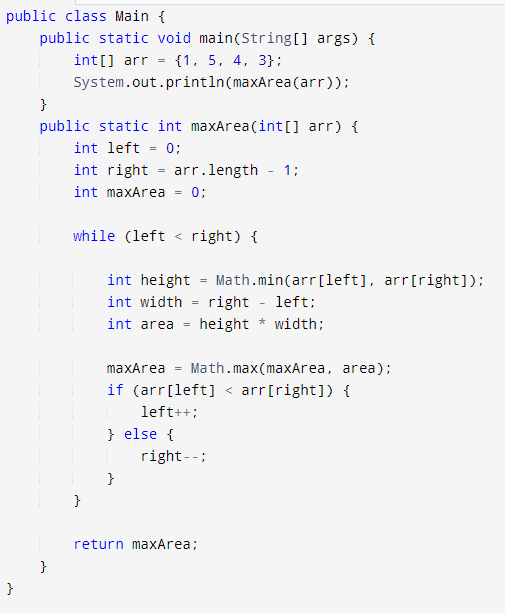 public class Main {
    public static void main(String[] args) {
        int[] arr = {1, 5, 4, 3};
        System.out.println(maxArea(arr));
    }
    public static int maxArea(int[] arr) {
        int left = 0;
        int right = arr.length - 1;
        int maxArea = 0;

        while (left < right) {

            int height = Math.min(arr[left], arr[right]);
            int width = right - left;
            int area = height * width;

            maxArea = Math.max(maxArea, area);
            if (arr[left] < arr[right]) {
                left++;
            } else {
                right--;
            }
        }

        return maxArea;
    }
}